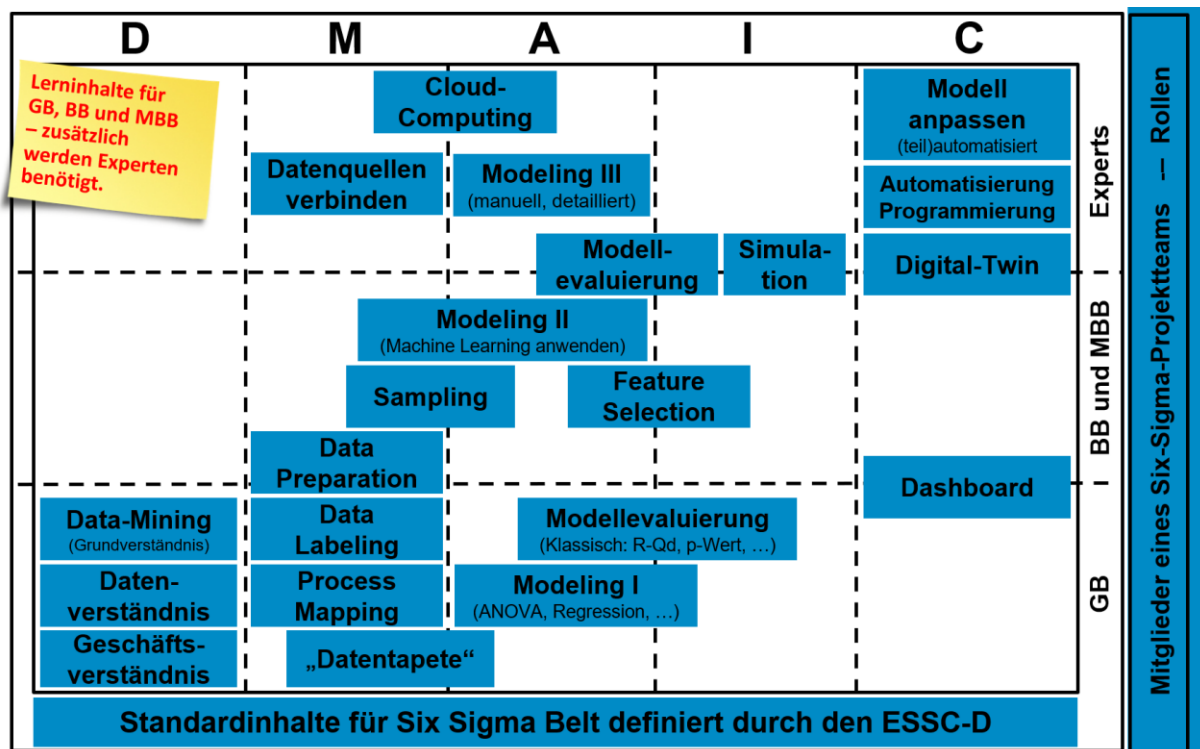 D M A I C
Lerninhalte für
GB, BB und MBB
– zusätzlich
werden Experten
benötigt.
Cloud-
Computing
Modell
anpassen
(teil)automatisiert
Datenquellen
verbinden
Modeling III
(manuell, detailliert)
Automatisierung
Programmierung
Modell-
evaluierung
Simula-
tion
Digital-Twin
Experts
Modeling II
(Machine Learning anwenden)
Sampling
Feature
Selection
Data
Preparation
Dashboard
BB und MBB
Data-Mining
(Grundverständnis)
Data
Labeling
Modellevaluierung
(Klassisch: R-Qd, p-Wert, …)
Daten-
verständnis
Process
Mapping
Modeling I
(ANOVA, Regression, …)
Geschäfts-
verständnis
„Datentapete“
GB
Standardinhalte für Six Sigma Belt definiert durch den ESSC-D
Mitglieder eines Six-Sigma-Projektteams — Rollen